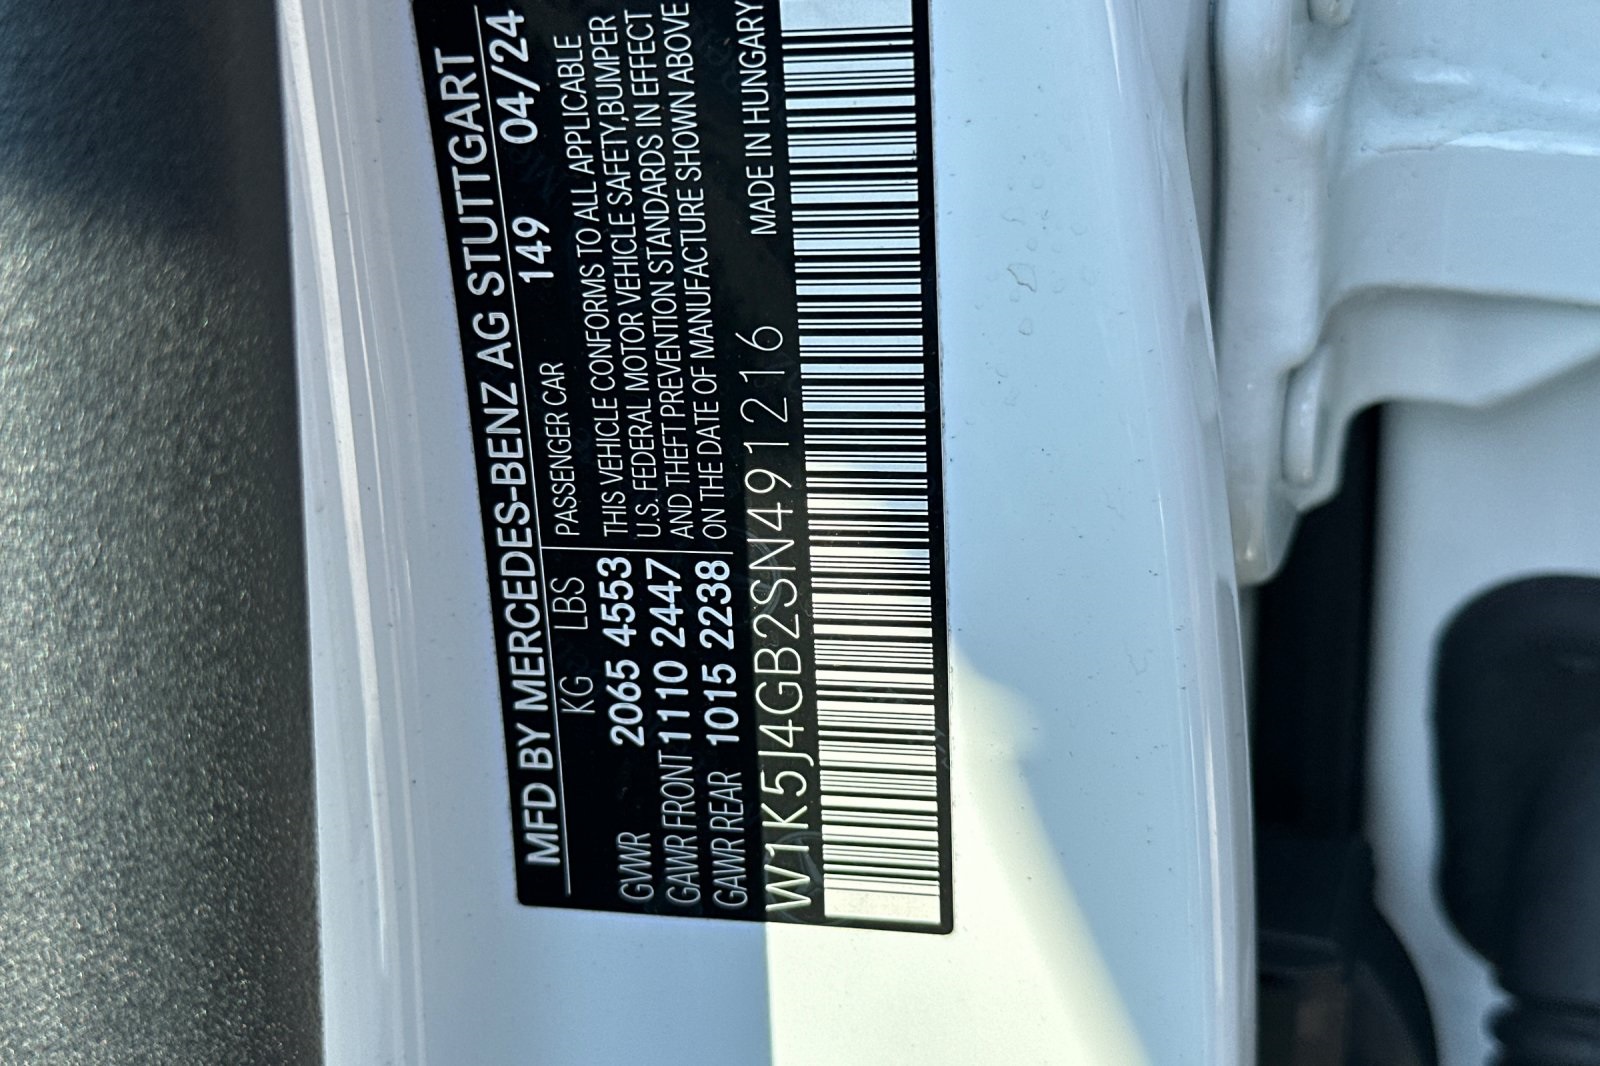 MFD BY MERCEDES-BENZ AG STUTTGART
149 04/24
KG LBS PASSENGER CAR
GVWR 2065 4553
GAWR FRONT 1110 2447
GAWR REAR 1015 2238
THIS VEHICLE CONFORMS TO ALL APPLICABLE
U.S. FEDERAL MOTOR VEHICLE SAFETY,BUMPER
AND THEFT PREVENTION STANDARDS IN EFFECT
ON THE DATE OF MANUFACTURE SHOWN ABOVE
W1K5J4GB2SN491216 MADE IN HUNGARY